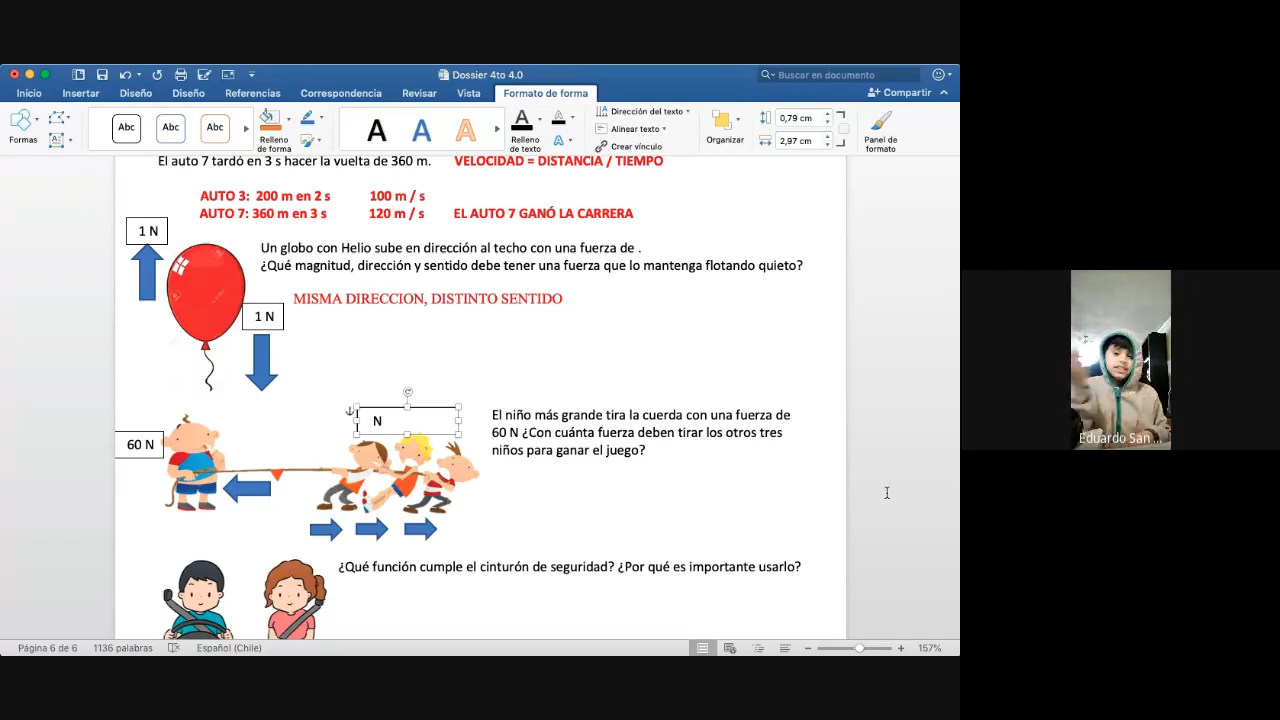 Dossier 4to 4.0
Buscar en documento
Inicio Insertar Diseño Diseño Referencias Correspondencia Revisar Vista Formato de forma Compartir
Formas
Abc Abc Abc
Relleno de forma
A A A
Relleno de texto
Dirección del texto
Alinear texto
Crear vínculo
Organizar
0,79 cm
2,97 cm
Panel de formato
El auto 7 tardó en 3 s hacer la vuelta de 360 m. VELOCIDAD = DISTANCIA / TIEMPO
AUTO 3: 200 m en 2 s 100 m / s
AUTO 7: 360 m en 3 s 120 m / s EL AUTO 7 GANÓ LA CARRERA
1 N
Un globo con Helio sube en dirección al techo con una fuerza de .
¿Qué magnitud, dirección y sentido debe tener una fuerza que lo mantenga flotando quieto?
MISMA DIRECCION, DISTINTO SENTIDO
1 N
N
60 N
El niño más grande tira la cuerda con una fuerza de
60 N ¿Con cuánta fuerza deben tirar los otros tres
niños para ganar el juego?
¿Qué función cumple el cinturón de seguridad? ¿Por qué es importante usarlo?
Página 6 de 6 1136 palabras Español (Chile) 157%
Eduardo San ...